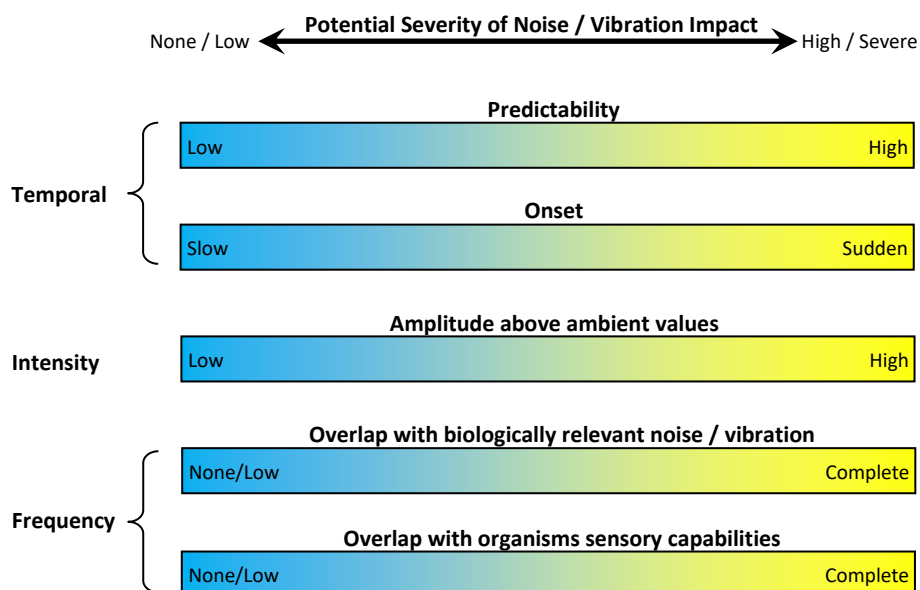 Potential Severity of Noise / Vibration Impact
None / Low
High / Severe
Predictability
Low High
Temporal
Onset
Slow Sudden
Amplitude above ambient values
Intensity
Low High
Overlap with biologically relevant noise / vibration
None/Low Complete
Frequency
Overlap with organisms sensory capabilities
None/Low Complete